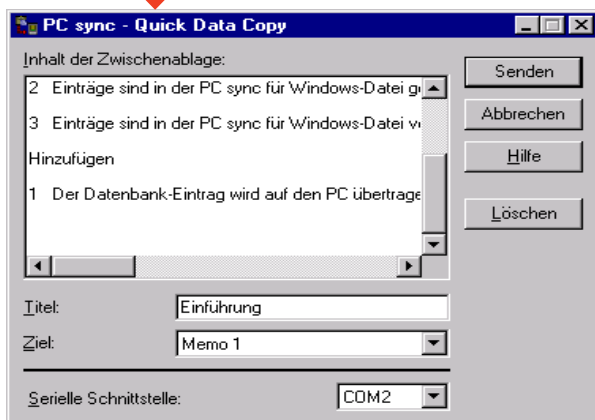 PC sync - Quick Data Copy
Inhalt der Zwischenablage:
2 Einträge sind in der PC sync für Windows-Datei
3 Einträge sind in der PC sync für Windows-Datei
Hinzufügen
1 Der Datenbank-Eintrag wird auf den PC übertrage
Senden
Abbrechen
Hilfe
Löschen
Titel: Einführung
Ziel: Memo 1
Serielle Schnittstelle: COM2